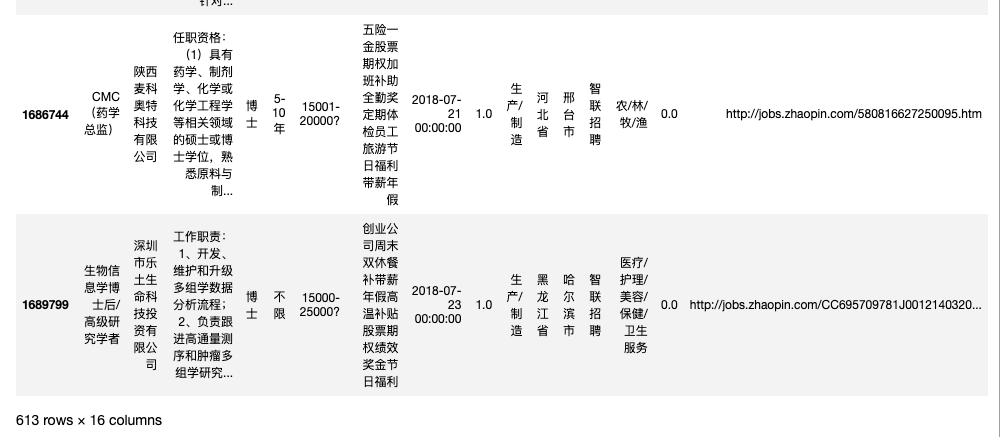 针对...
1686744
CMC
(药学
总监)
陕西
麦科
奥特
科技
有限
公司
任职资格：
（1）具有
药学、制剂
学、化学或
化学工程学
等相关领域
的硕士或博
士学位，熟
悉原料与
制...
博
士
5-
10
年
15001-
20000?
五险一
金股票
期权加
班补助
全勤奖
定期体
检员工
旅游节
日福利
带薪年
假
2018-07-
21
00:00:00
1.0
生
产/
制
造
河
北
省
邢
台
市
智
联
招
聘
农/林/
牧/渔
0.0
http://jobs.zhaopin.com/580816627250095.htm
1689799
生物信
息学博
士后/
高级研
究学者
深圳
市乐
土生
命科
技投
资有
限公
司
工作职责：
1、开发、
维护和升级
多组学数据
分析流程；
2、负责跟
进高通量测
序和肿瘤多
组学研究...
博
士
不
限
15000-
25000?
创业公
司周末
双休餐
补带薪
年假高
温补贴
股票期
权绩效
奖金节
日福利
2018-07-
23
00:00:00
1.0
生
产/
制
造
黑
龙
江
省
哈
尔
滨
市
智
联
招
聘
医疗/
护理/
美容/
保健/
卫生
服务
0.0
http://jobs.zhaopin.com/CC695709781J0012140320...
613 rows × 16 columns